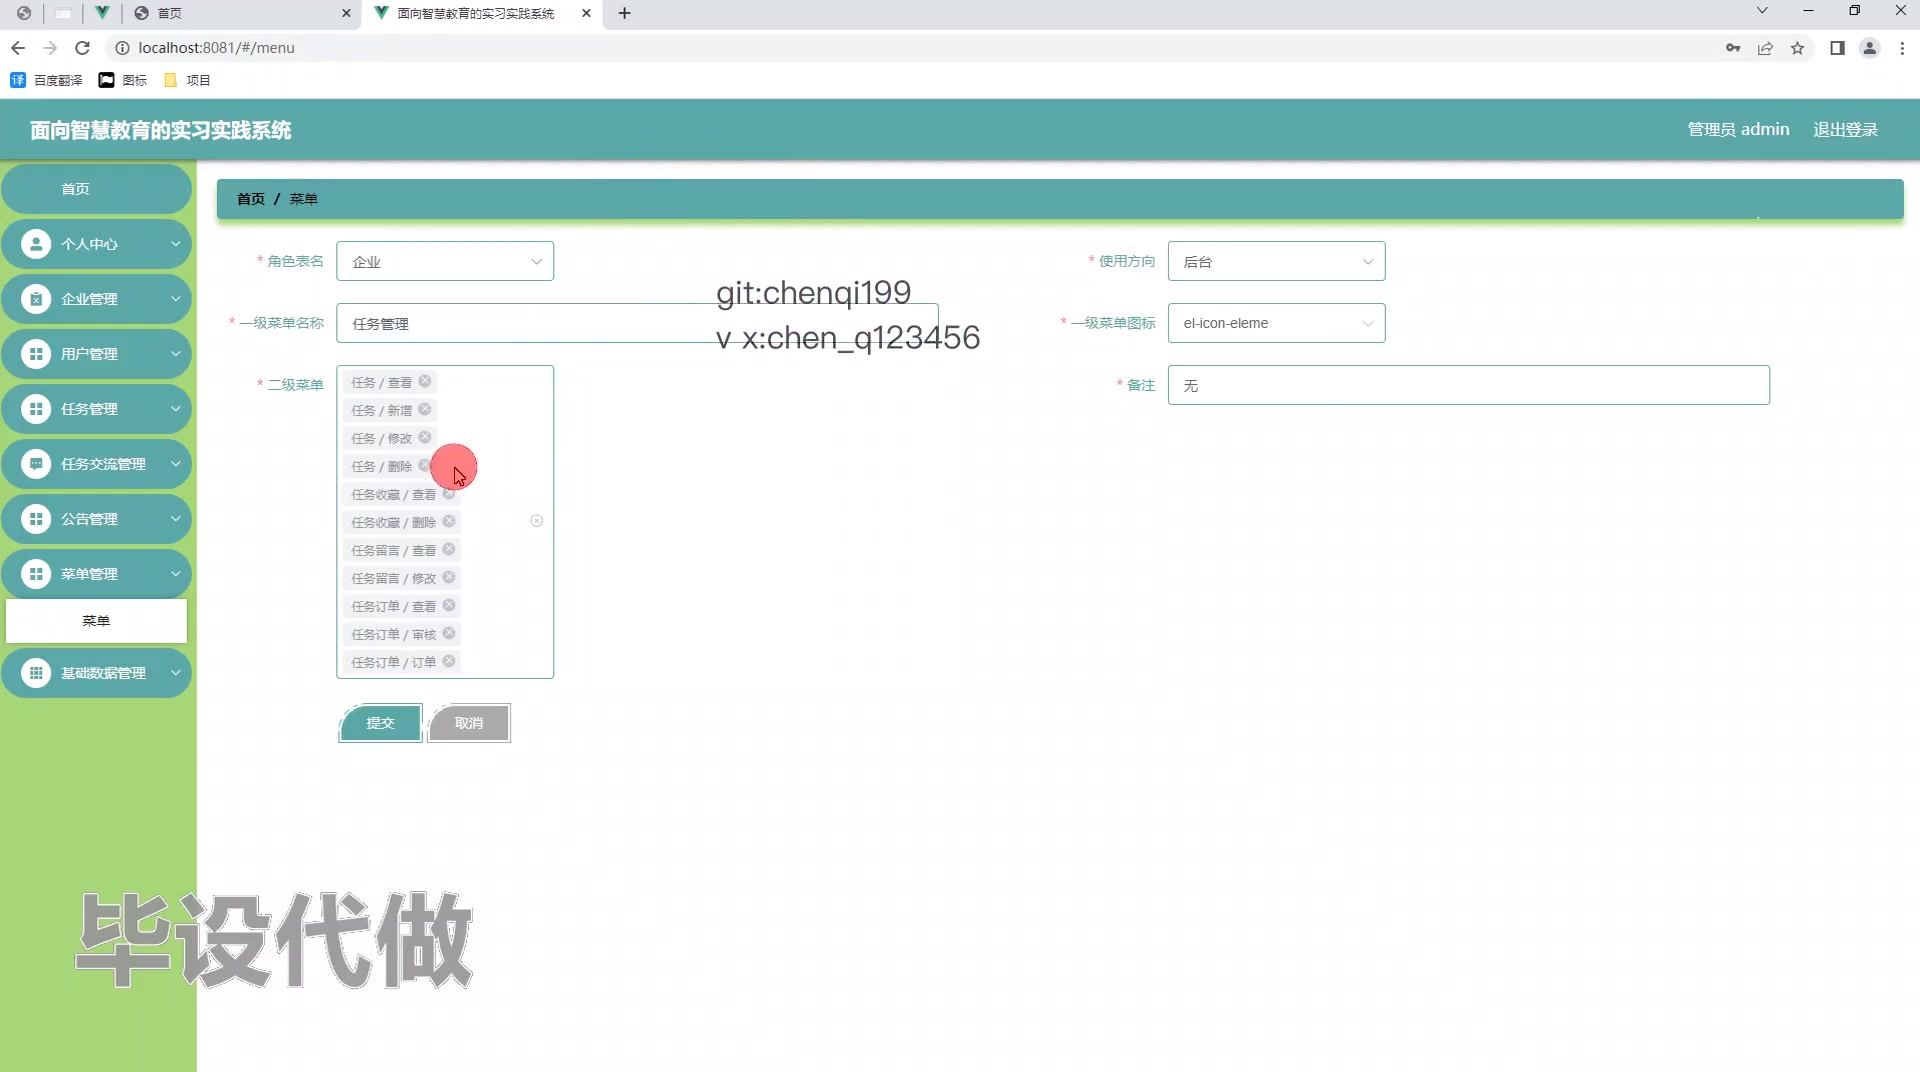 首页
面向智慧教育的实习实践系统
localhost:8081/#/menu
百度翻译
图标
项目
面向智慧教育的实习实践系统
管理员 admin
退出登录
首页
个人中心
企业管理
用户管理
任务管理
任务交流管理
公告管理
菜单管理
菜单
基础数据管理
首页 / 菜单
* 角色表名
企业
* 使用方向
后台
* 一级菜单名称
任务管理
* 一级菜单图标
el-icon-eleme
git:chenqi199
v x:chen_q123456
* 二级菜单
任务 / 查看
任务 / 新增
任务 / 修改
任务 / 删除
任务收藏 / 查看
任务收藏 / 删除
任务留言 / 查看
任务留言 / 修改
任务订单 / 查看
任务订单 / 审核
任务订单 / 订单
* 备注
无
提交
取消
毕设代做